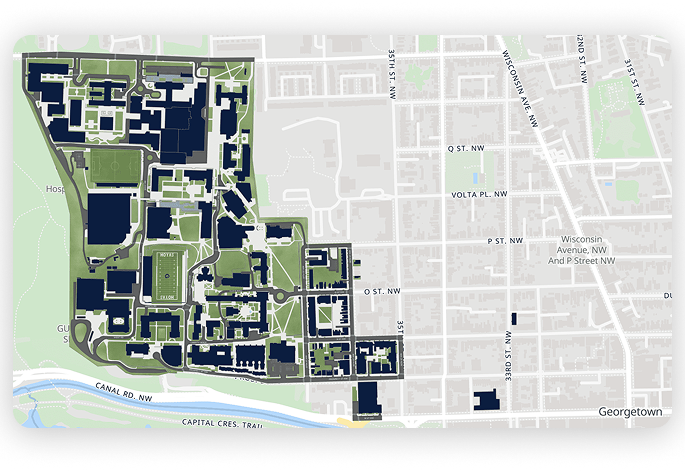 35TH ST. NW
WISCONSIN AVE. NW
32ND ST. NW
31ST ST. NW
Q ST. NW
Hosp
VOLTA PL. NW
P ST. NW
Wisconsin
Avenue, NW
And P Street NW
HOYAS
O ST. NW
HOYAS
DU
35T
GU
S
33RD ST. NW
CANAL RD. NW
CAPITAL CRES. TRAIL
Georgetown